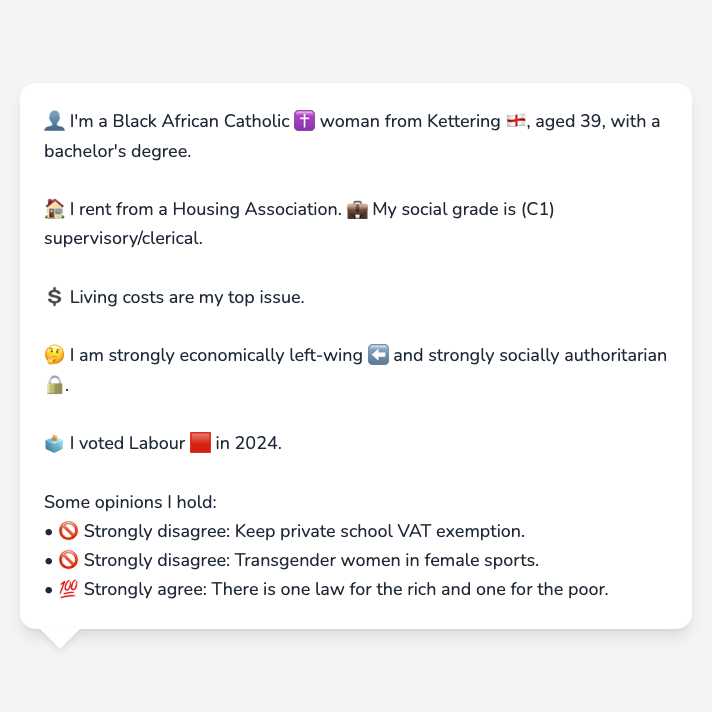 👤 I'm a Black African Catholic ✝️ woman from Kettering 🏴󠁧󠁢󠁥󠁮󠁧󠁿, aged 39, with a
bachelor's degree.
🏠 I rent from a Housing Association. 💼 My social grade is (C1)
supervisory/clerical.
💲 Living costs are my top issue.
🤔 I am strongly economically left-wing ⬅️ and strongly socially authoritarian
🔒.
🗳️ I voted Labour 🟥 in 2024.
Some opinions I hold:
• 🚫 Strongly disagree: Keep private school VAT exemption.
• 🚫 Strongly disagree: Transgender women in female sports.
• 💯 Strongly agree: There is one law for the rich and one for the poor.